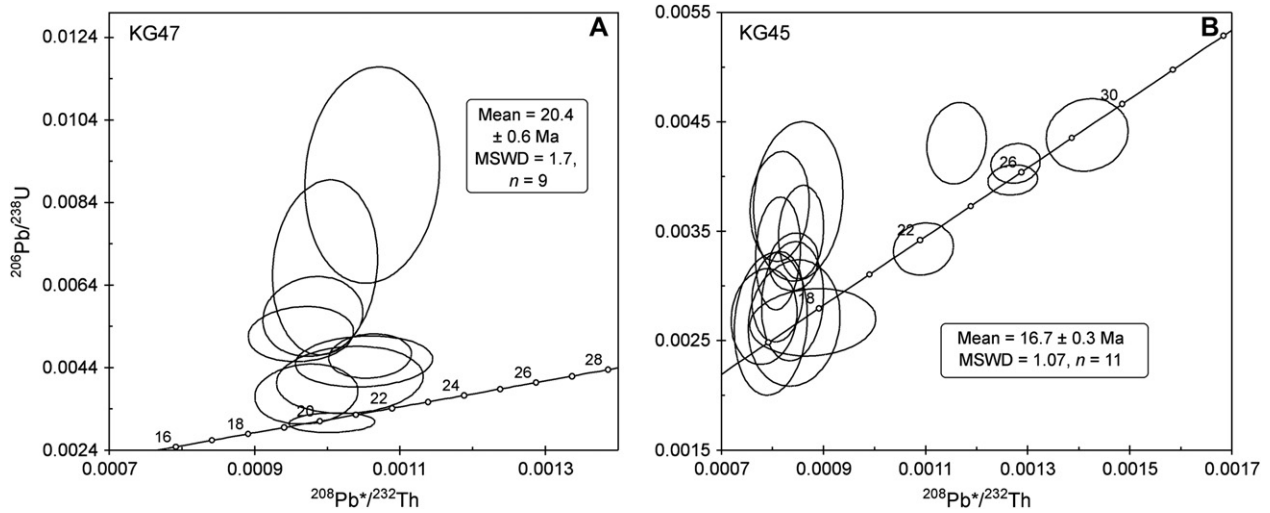 KG47
A
0.0124
0.0104
0.0084
0.0064
0.0044
0.0024
²⁰⁶Pb/²³⁸U
Mean = 20.4
± 0.6 Ma
MSWD = 1.7,
n = 9
16
18
20
22
24
26
28
0.0007
0.0009
0.0011
0.0013
²⁰⁸Pb*/²³²Th
KG45
B
0.0055
0.0045
0.0035
0.0025
0.0015
30
26
22
18
Mean = 16.7 ± 0.3 Ma
MSWD = 1.07, n = 11
0.0007
0.0009
0.0011
0.0013
0.0015
0.0017
²⁰⁸Pb*/²³²Th